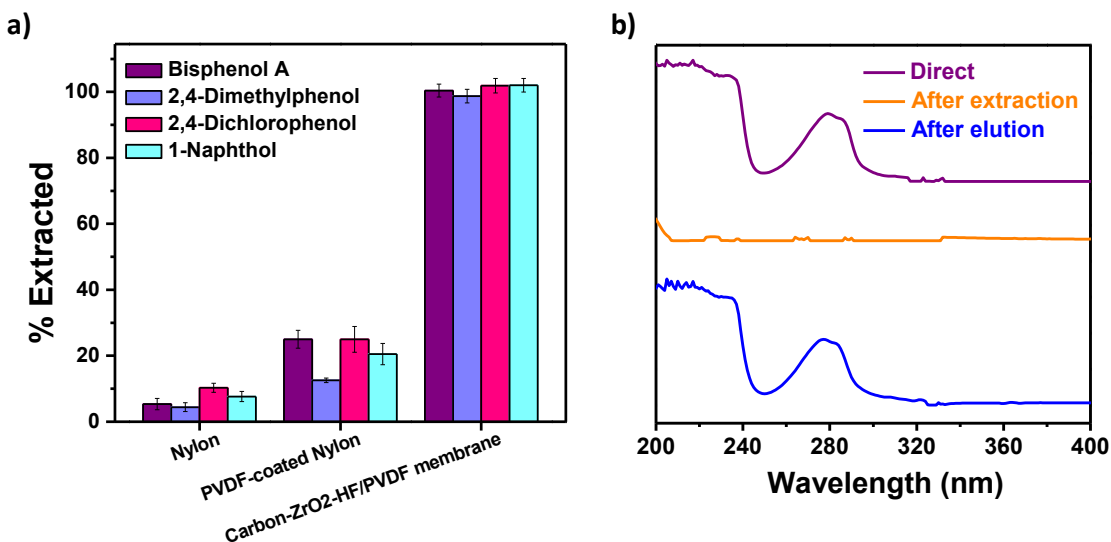 a)
% Extracted
100
80
60
40
20
0
Bisphenol A
2,4-Dimethylphenol
2,4-Dichlorophenol
1-Naphthol
Nylon
PVDF-coated Nylon
Carbon-ZrO2-HF/PVDF membrane
b)
Direct
After extraction
After elution
200 240 280 320 360 400
Wavelength (nm)